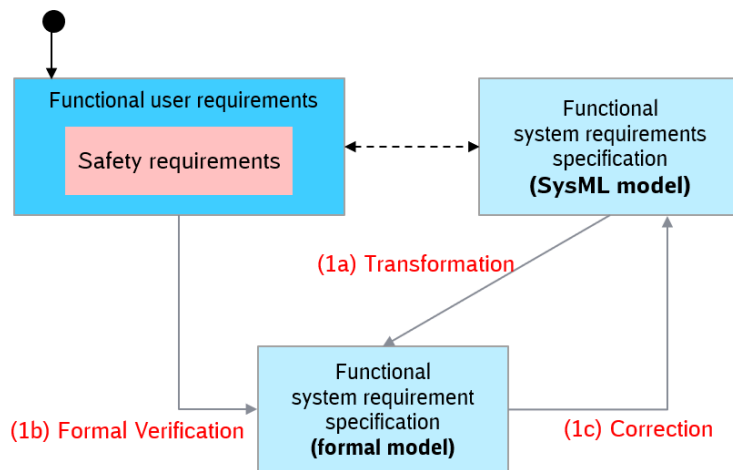 Functional user requirements
Safety requirements
Functional
system requirements
specification
(SysML model)
(1a) Transformation
Functional
system requirement
specification
(formal model)
(1b) Formal Verification
(1c) Correction